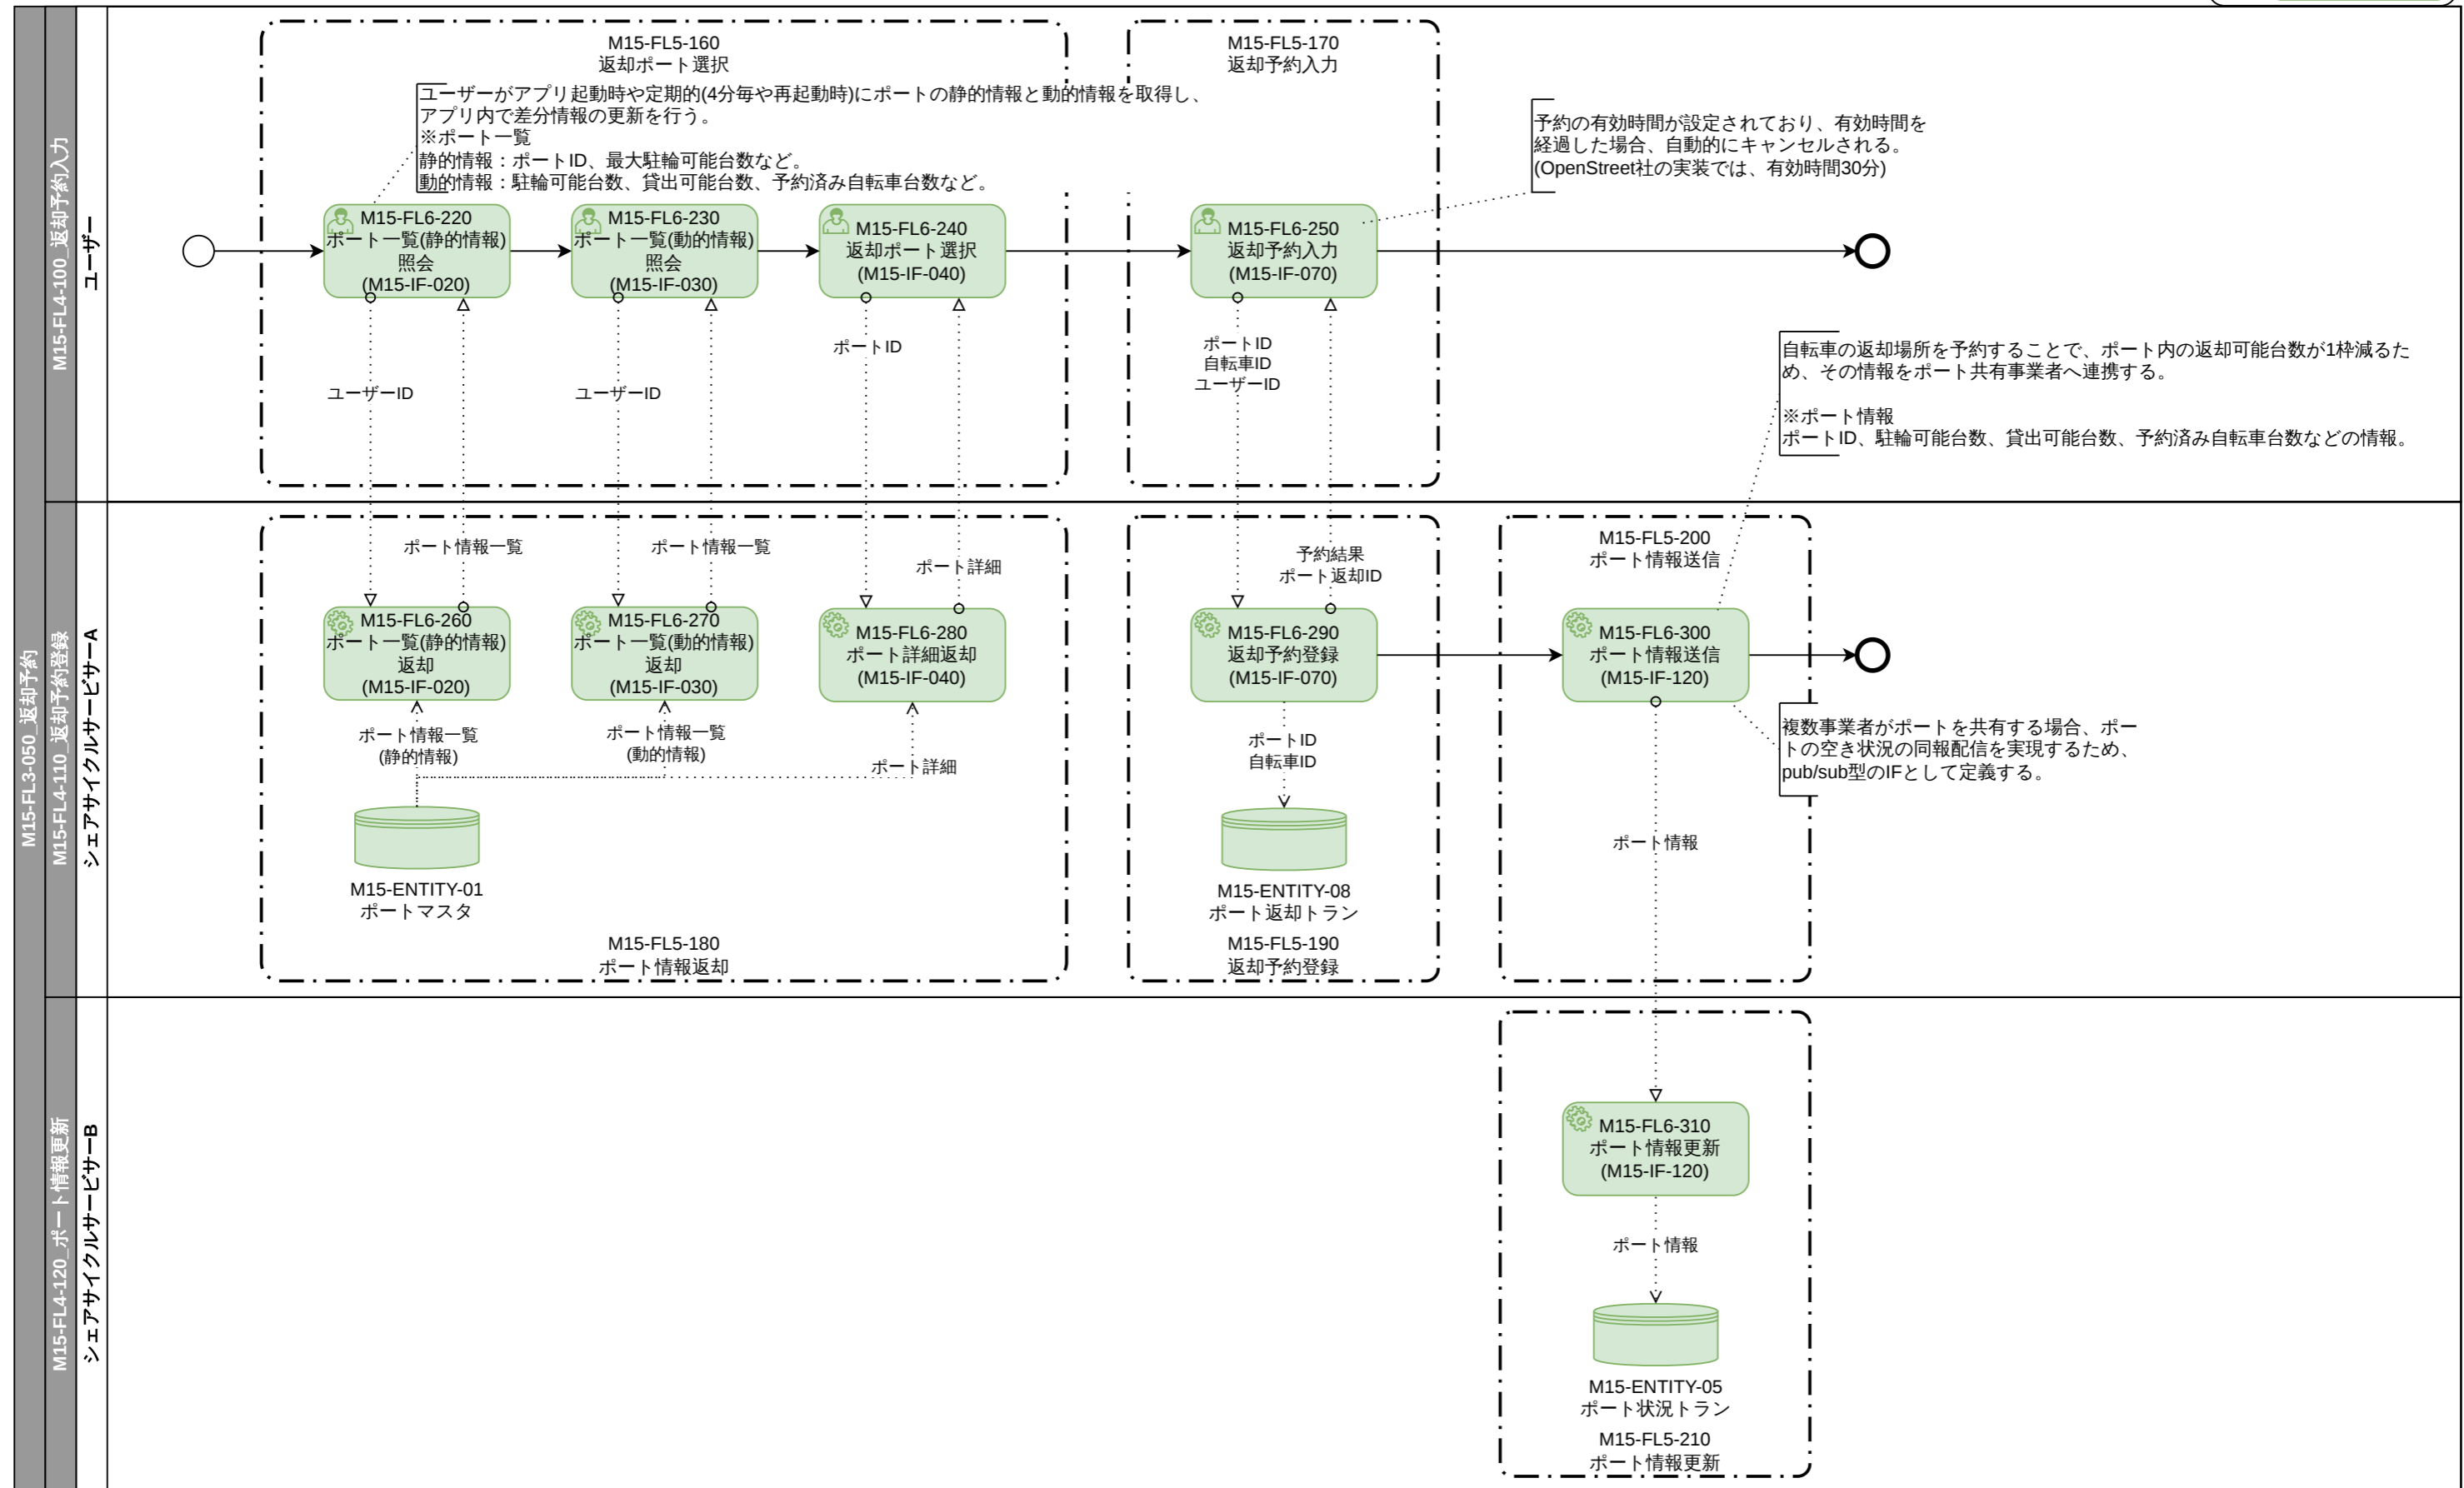 M15-FL3-050_返却予約
M15-FL4-100_返却予約入力
ユーザー
M15-FL5-160
返却ポート選択
ユーザーがアプリ起動時や定期的(4分毎や再起動時)にポートの静的情報と動的情報を取得し、
アプリ内で差分情報の更新を行う。
※ポート一覧
静的情報：ポートID、最大駐輪可能台数など。
動的情報：駐輪可能台数、貸出可能台数、予約済み自転車台数など。
M15-FL6-220
ポート一覧(静的情報)
照会
(M15-IF-020)
M15-FL6-230
ポート一覧(動的情報)
照会
(M15-IF-030)
M15-FL6-240
返却ポート選択
(M15-IF-040)
ユーザーID
ユーザーID
ポートID
M15-FL5-170
返却予約入力
M15-FL6-250
返却予約入力
(M15-IF-070)
ポートID
自転車ID
ユーザーID
予約の有効時間が設定されており、有効時間を
経過した場合、自動的にキャンセルされる。
(OpenStreet社の実装では、有効時間30分)
自転車の返却場所を予約することで、ポート内の返却可能台数が1枠減るた
め、その情報をポート共有事業者へ連携する。
※ポート情報
ポートID、駐輪可能台数、貸出可能台数、予約済み自転車台数などの情報。
M15-FL4-110_返却予約登録
シェアサイクルサービサーA
ポート情報一覧
ポート情報一覧
ポート詳細
M15-FL6-260
ポート一覧(静的情報)
返却
(M15-IF-020)
M15-FL6-270
ポート一覧(動的情報)
返却
(M15-IF-030)
M15-FL6-280
ポート詳細返却
(M15-IF-040)
ポート情報一覧
(静的情報)
ポート情報一覧
(動的情報)
ポート詳細
M15-ENTITY-01
ポートマスタ
M15-FL5-180
ポート情報返却
予約結果
ポート返却ID
M15-FL6-290
返却予約登録
(M15-IF-070)
ポートID
自転車ID
M15-ENTITY-08
ポート返却トラン
M15-FL5-190
返却予約登録
M15-FL5-200
ポート情報送信
M15-FL6-300
ポート情報送信
(M15-IF-120)
複数事業者がポートを共有する場合、ポー
トの空き状況の同報配信を実現するため、
pub/sub型のIFとして定義する。
ポート情報
M15-FL4-120_ポート情報更新
シェアサイクルサービサーB
M15-FL6-310
ポート情報更新
(M15-IF-120)
ポート情報
M15-ENTITY-05
ポート状況トラン
M15-FL5-210
ポート情報更新